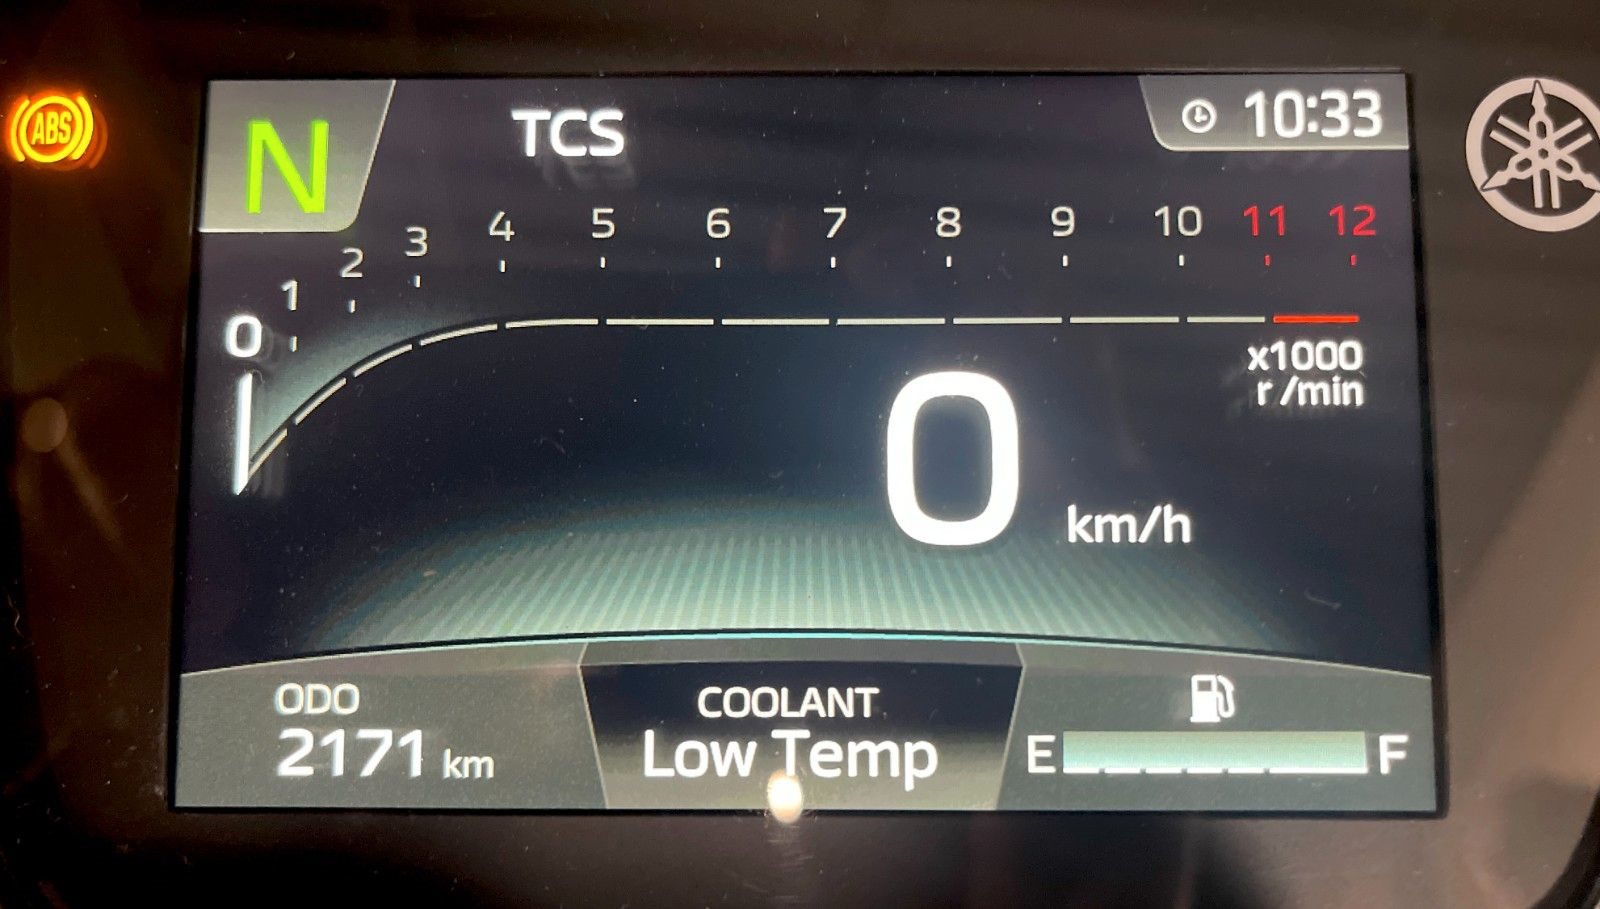 ABS
N
TCS
10:33
0 1 2 3 4 5 6 7 8 9 10 11 12
x1000
r/min
0 km/h
ODO
2171 km
COOLANT
Low Temp
E F